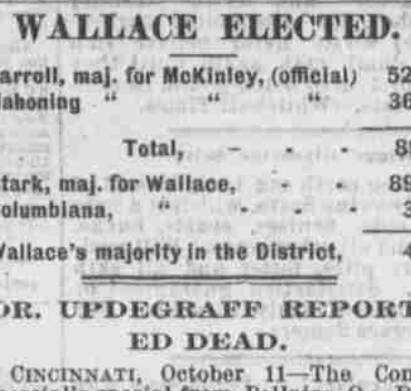 WALLACE ELECTED.
arroll, maj. for McKinley, (official) 52
ahoning " " " 36
Total, - - - 89
tark, maj. for Wallace, - - 89
olumbiana, " - - - 3
Wallace's majority in the District, 4
OR. UPDEGRAFF REPORT
ED DEAD.
CINCINNATI, October 11—The Con